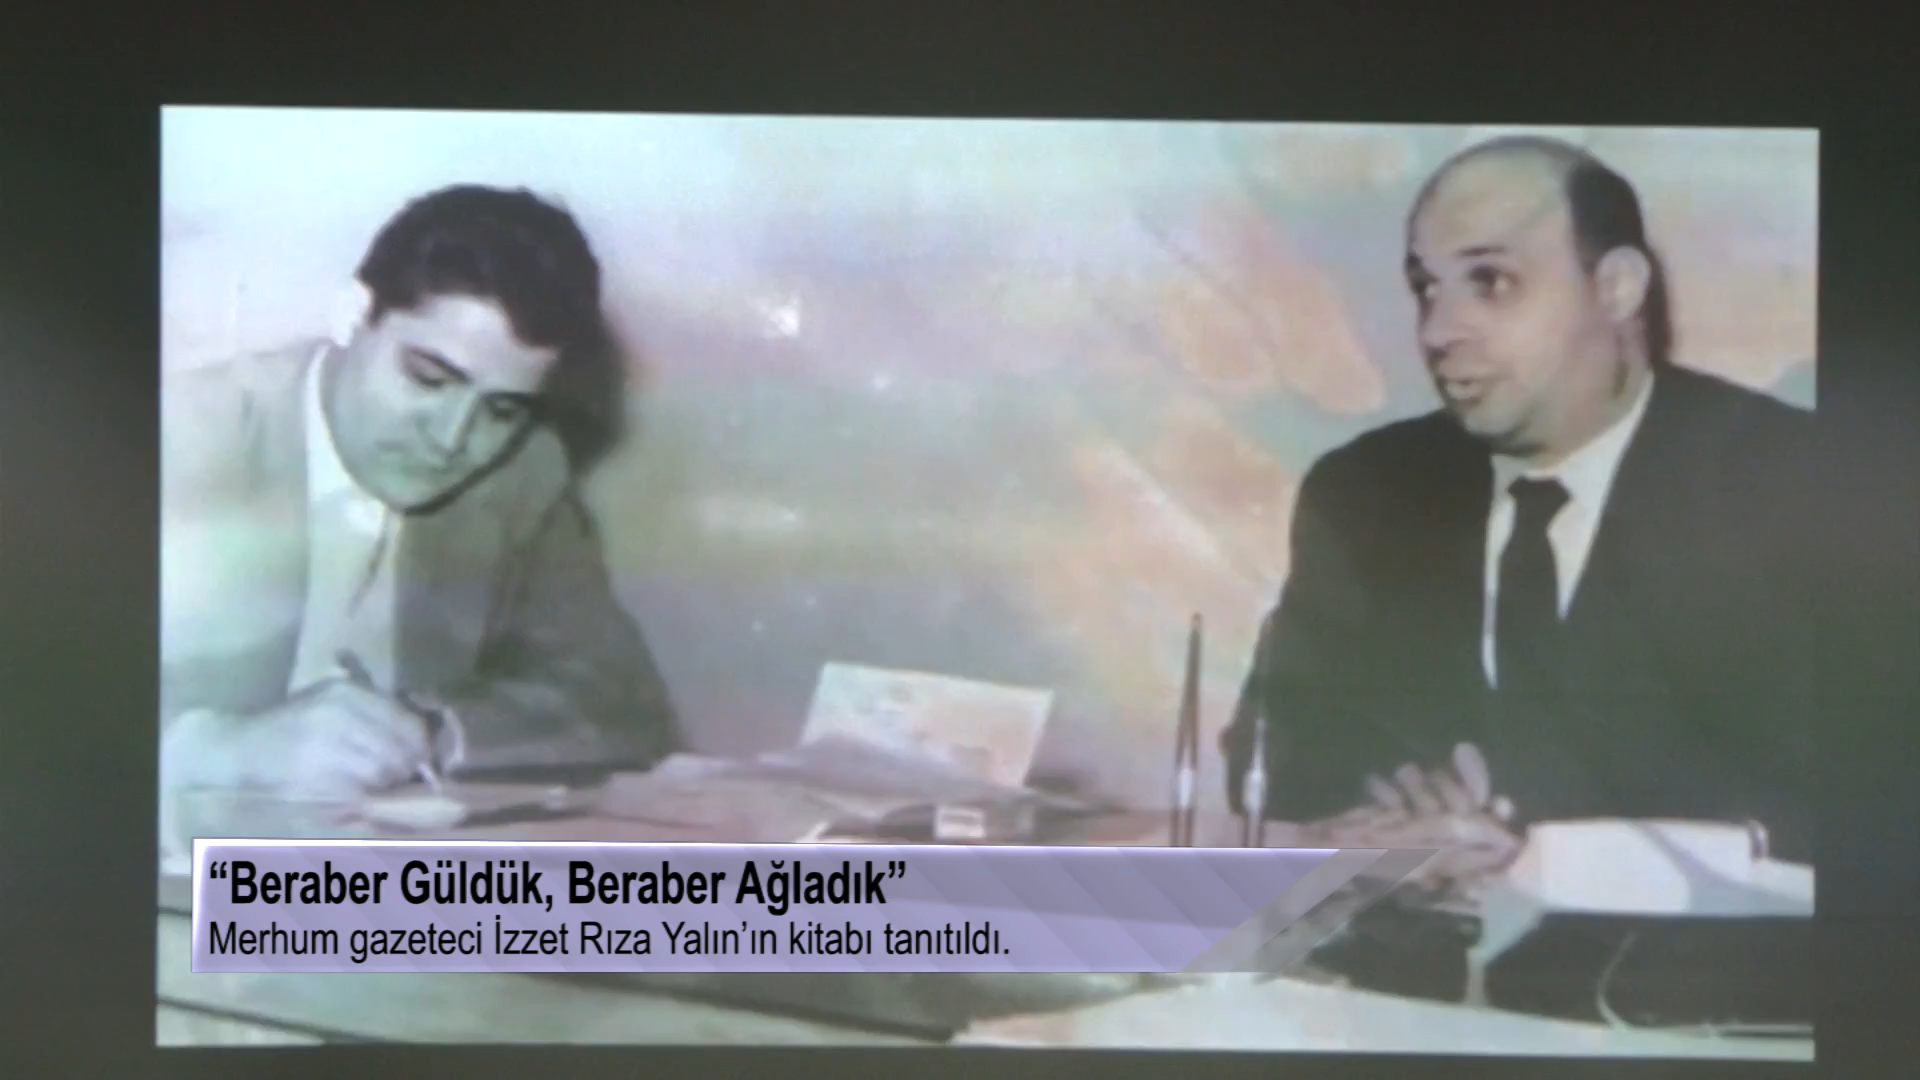 “Beraber Güldük, Beraber Ağladık”
Merhum gazeteci İzzet Rıza Yalın’ın kitabı tanıtıldı.